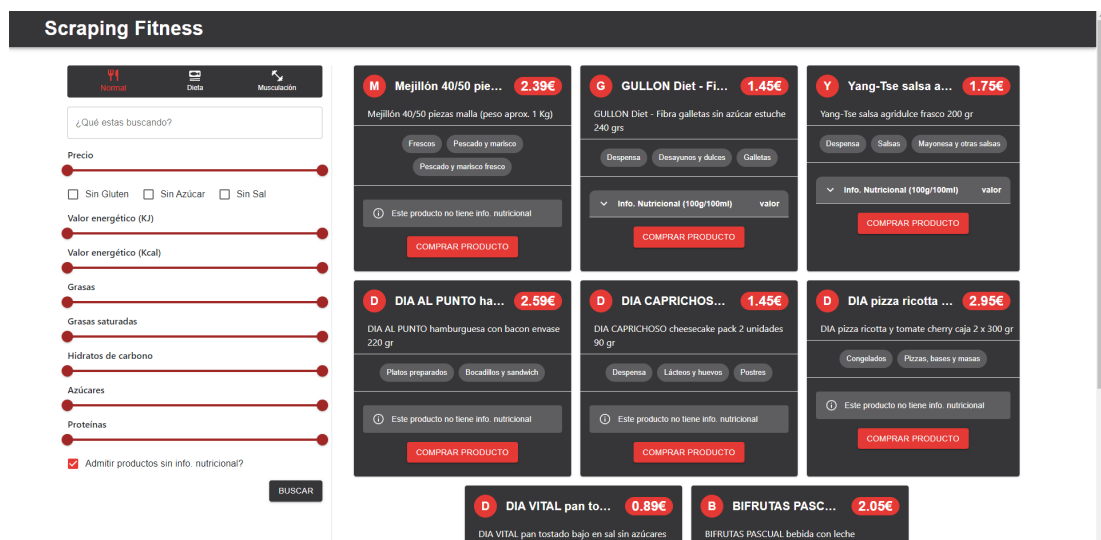 Scraping Fitness
Normal
Dieta
Musculación
¿Qué estas buscando?
Precio
Sin Gluten
Sin Azúcar
Sin Sal
Valor energético (KJ)
Valor energético (Kcal)
Grasas
Grasas saturadas
Hidratos de carbono
Azúcares
Proteínas
Admitir productos sin info. nutricional?
BUSCAR
M Mejillón 40/50 pie... 2.39€
Mejillón 40/50 piezas malla (peso aprox. 1 Kg)
Frescos Pescado y marisco
Pescado y marisco fresco
Este producto no tiene info. nutricional
COMPRAR PRODUCTO
G GULLON Diet - Fi... 1.45€
GULLON Diet - Fibra galletas sin azúcar estuche
240 grs
Despensa Desayunos y dulces Galletas
Info. Nutricional (100g/100ml) valor
COMPRAR PRODUCTO
Y Yang-Tse salsa a... 1.75€
Yang-Tse salsa agridulce frasco 200 gr
Despensa Salsas Mayonesa y otras salsas
Info. Nutricional (100g/100ml) valor
COMPRAR PRODUCTO
D DIA AL PUNTO ha... 2.59€
DIA AL PUNTO hamburguesa con bacon envase
220 gr
Platos preparados Bocadillos y sandwich
Este producto no tiene info. nutricional
COMPRAR PRODUCTO
D DIA CAPRICHOS... 1.45€
DIA CAPRICHOSO cheesecake pack 2 unidades
90 gr
Despensa Lácteos y huevos Postres
Este producto no tiene info. nutricional
COMPRAR PRODUCTO
D DIA pizza ricotta ... 2.95€
DIA pizza ricotta y tomate cherry caja 2 x 300 gr
Congelados Pizzas, bases y masas
Este producto no tiene info. nutricional
COMPRAR PRODUCTO
D DIA VITAL pan to... 0.89€
DIA VITAL pan tostado bajo en sal sin azúcares
B BIFRUTAS PASC... 2.05€
BIFRUTAS PASCUAL bebida con leche